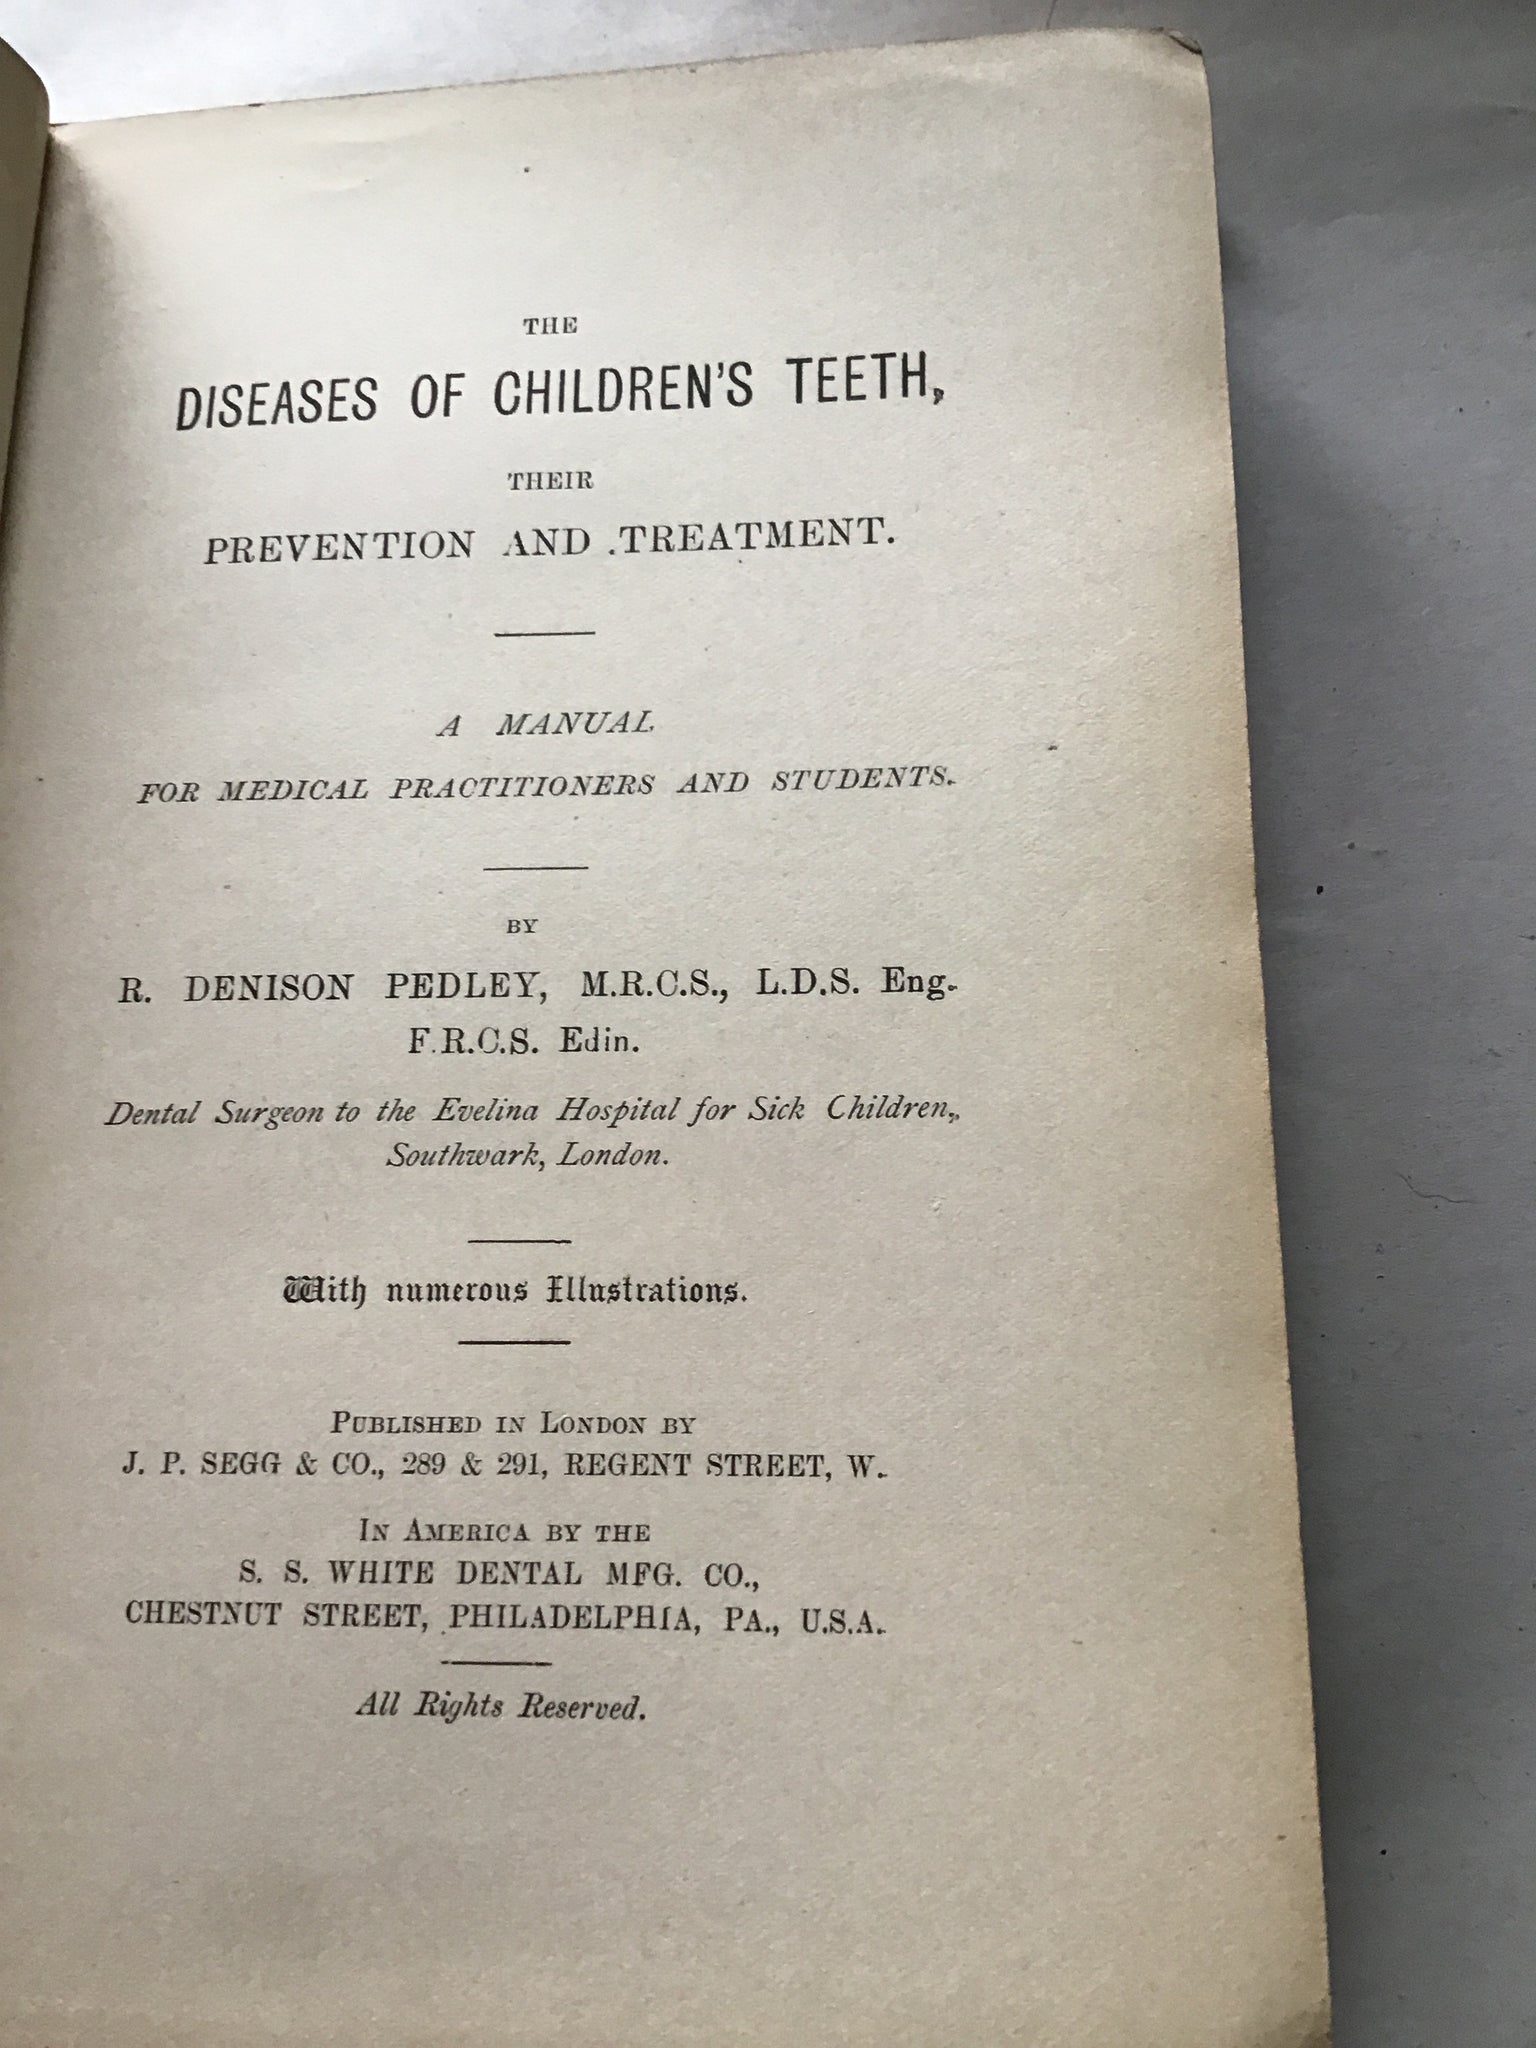 THE
DISEASES OF CHILDREN'S TEETH,
THEIR
PREVENTION AND TREATMENT.
A MANUAL
FOR MEDICAL PRACTITIONERS AND STUDENTS.
BY
R. DENISON PEDLEY, M.R.C.S., L.D.S. Eng.
F.R.C.S. Edin.
Dental Surgeon to the Evelina Hospital for Sick Children,
Southwark, London.
With numerous Illustrations.
PUBLISHED IN LONDON BY
J. P. SEGG & CO., 289 & 291, REGENT STREET, W.
IN AMERICA BY THE
S. S. WHITE DENTAL MFG. CO.,
CHESTNUT STREET, PHILADELPHIA, PA., U.S.A.
All Rights Reserved.